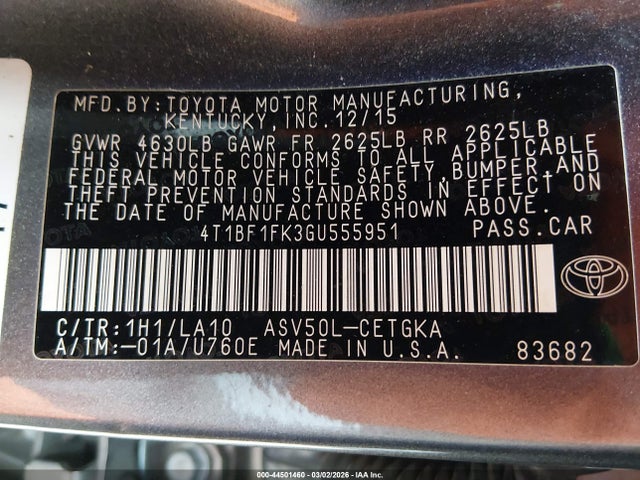 MFD.BY:TOYOTA MOTOR MANUFACTURING,
KENTUCKY,INC.12/15
GVWR 4630LB GAWR FR 2625LB RR 2625LB
THIS VEHICLE CONFORMS TO ALL APPLICABLE
FEDERAL MOTOR VEHICLE SAFETY,BUMPER,AND
THEFT PREVENTION STANDARDS IN EFFECT ON
THE DATE OF MANUFACTURE SHOWN ABOVE.
4T1BF1FK3GU555951 PASS.CAR
C/TR:1H1/LA10 ASV50L-CETGKA
A/TM:-01A/U760E MADE IN U.S.A. 83682
000-44501460 - 03/02/2026 - IAA Inc.